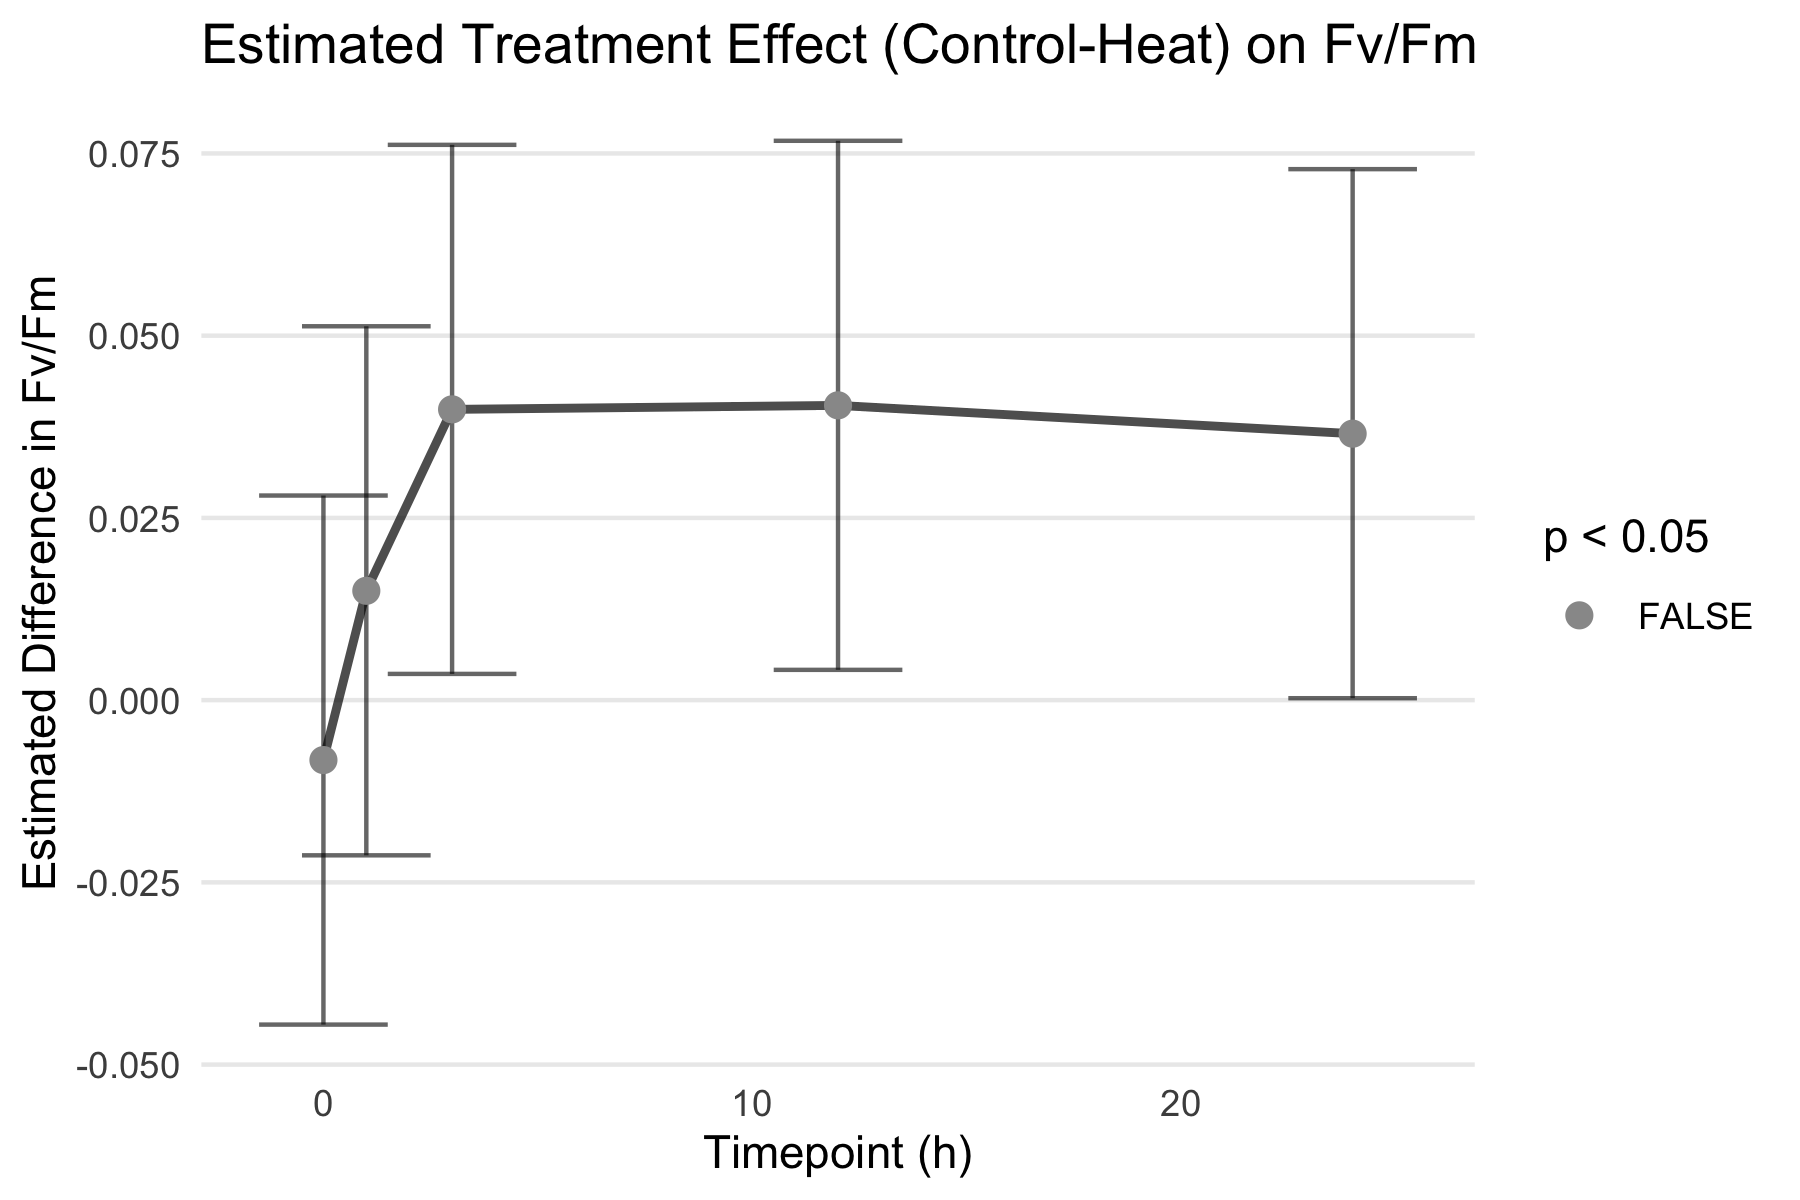 Estimated Treatment Effect (Control-Heat) on Fv/Fm
Estimated Difference in Fv/Fm
0.075
0.050
0.025
0.000
-0.025
-0.050
0
10
20
Timepoint (h)
p < 0.05
FALSE